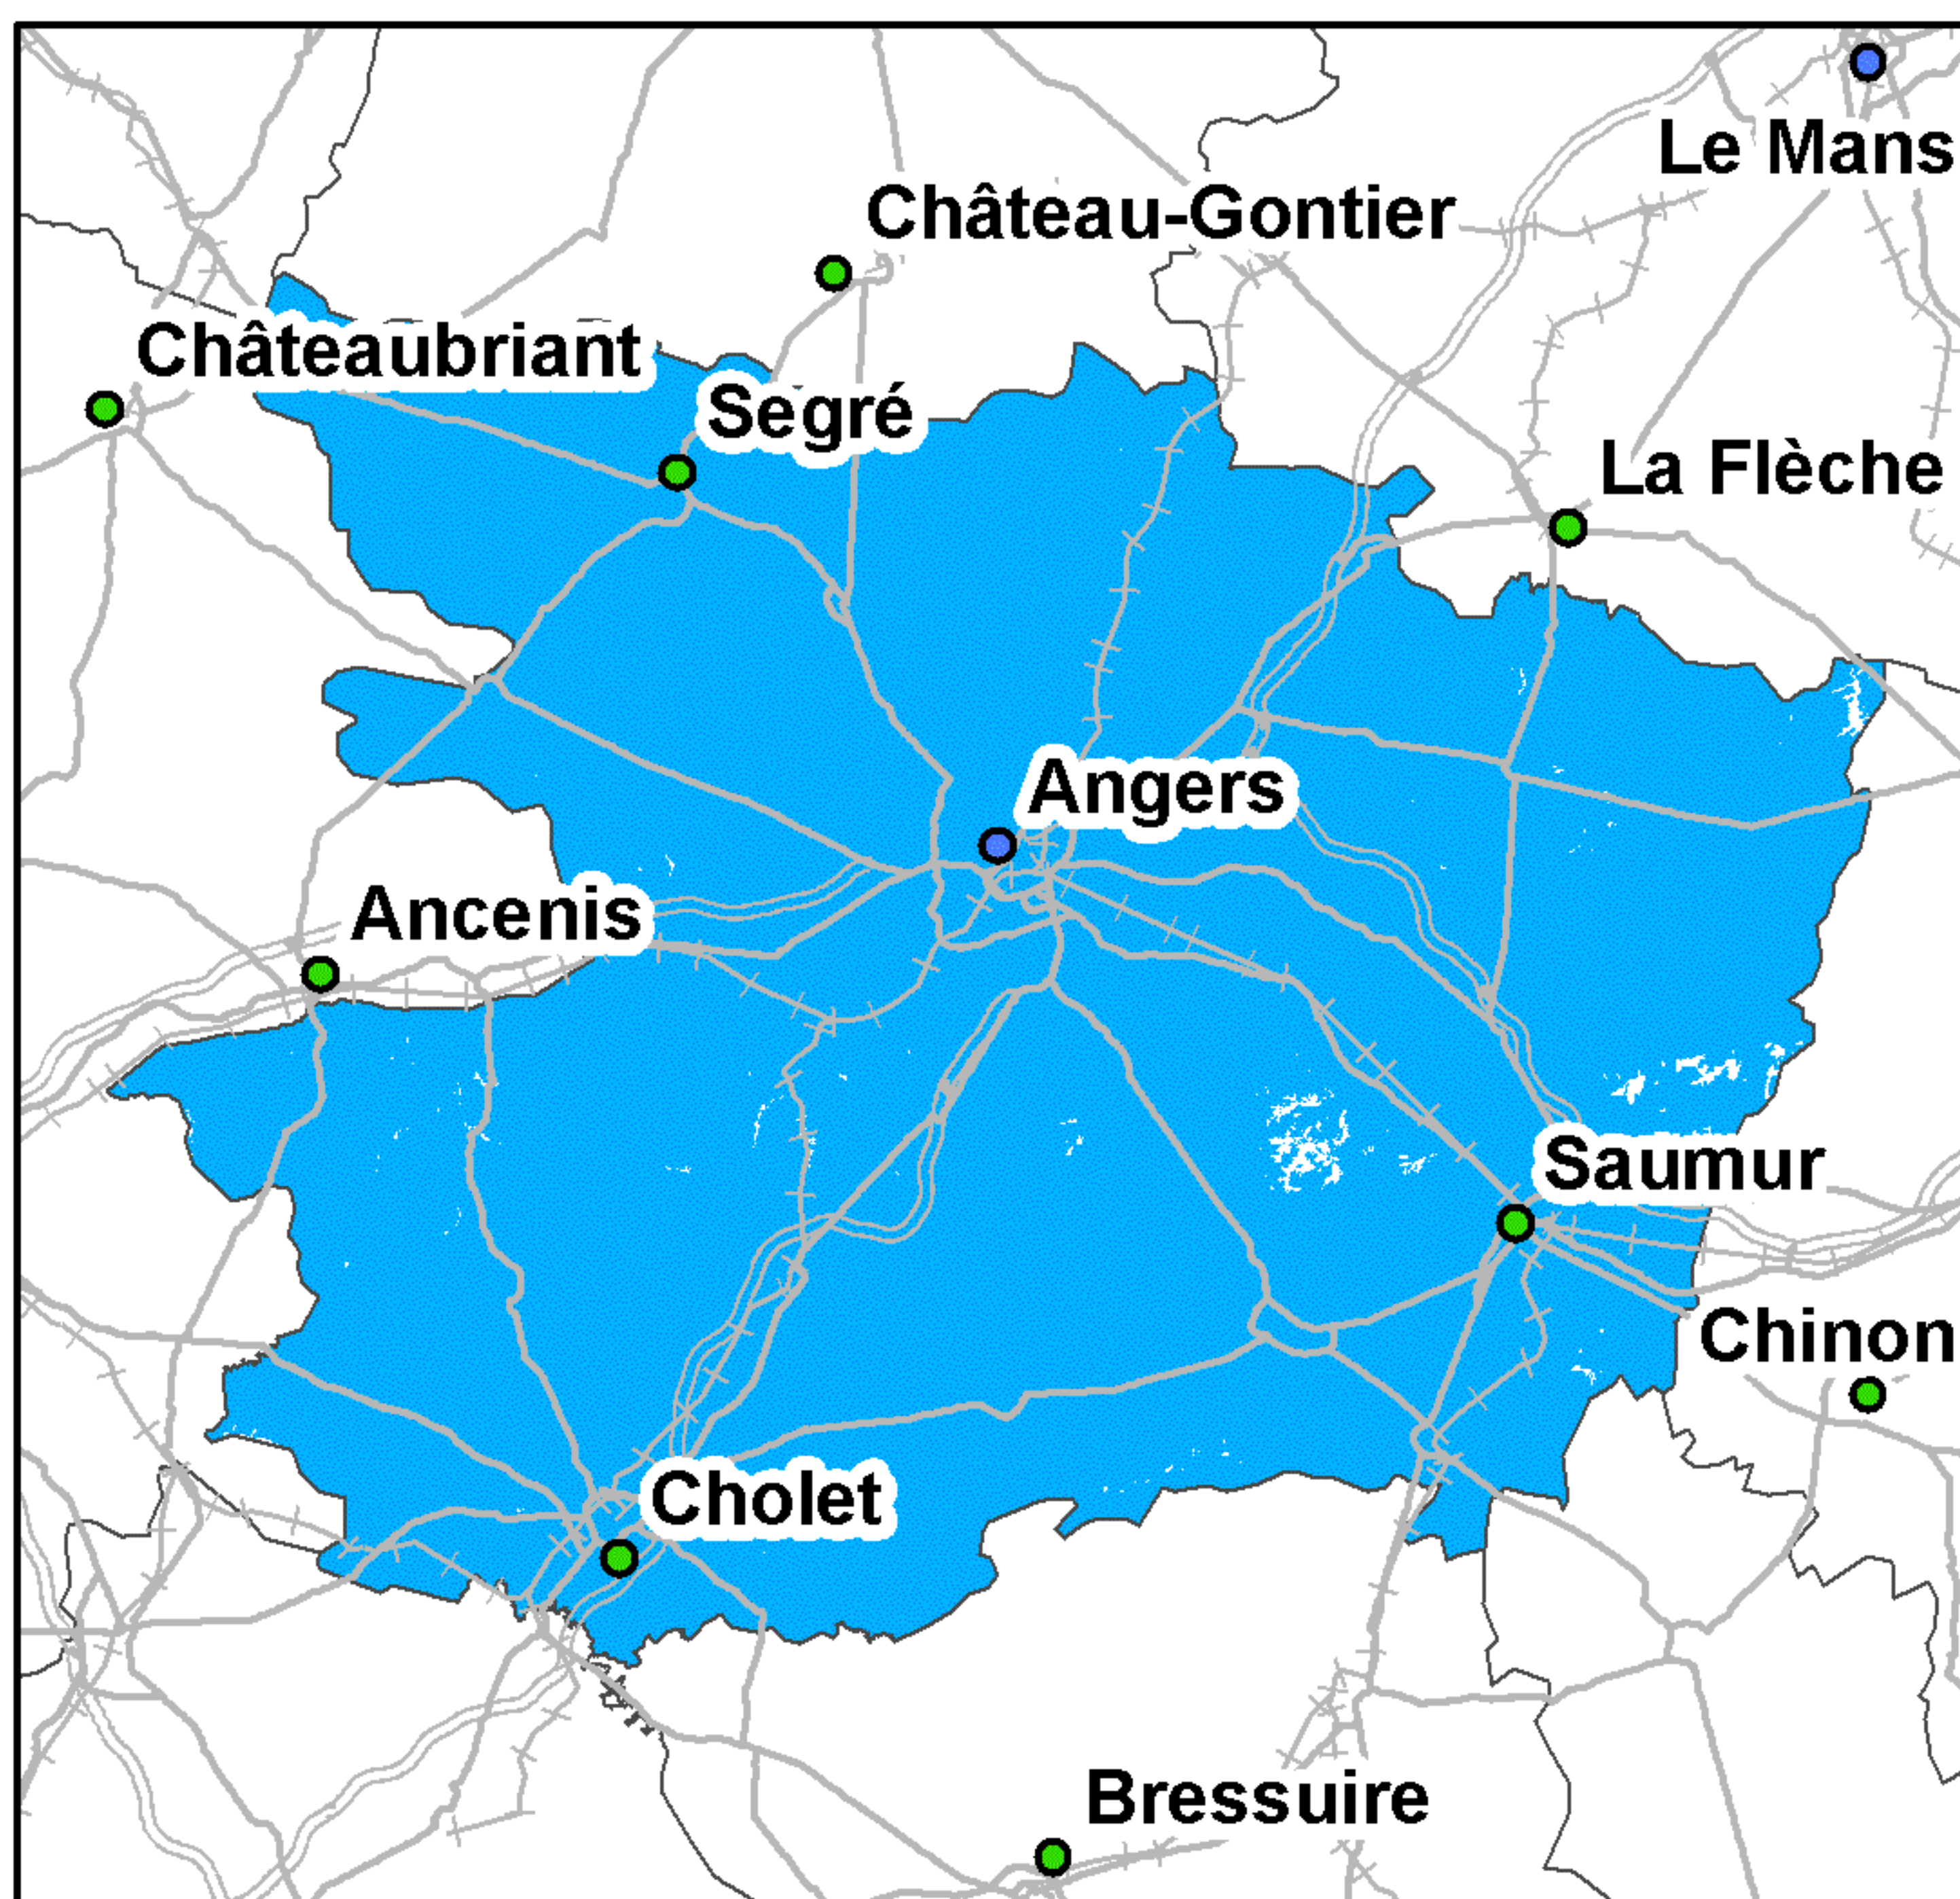 Le Mans
Château-Gontier
Châteaubriant
Segré
La Flèche
Angers
Ancenis
Saumur
Chinon
Cholet
Bressuire